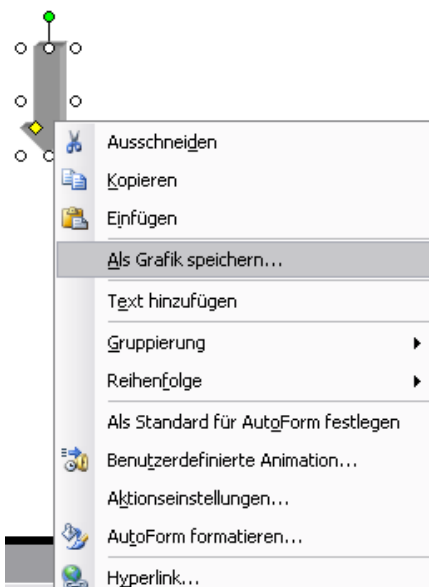 Ausschneiden
Kopieren
Einfügen
Als Grafik speichern...
Text hinzufügen
Gruppierung
Reihenfolge
Als Standard für AutoForm festlegen
Benutzerdefinierte Animation...
Aktionseinstellungen...
AutoForm formatieren...
Hyperlink...